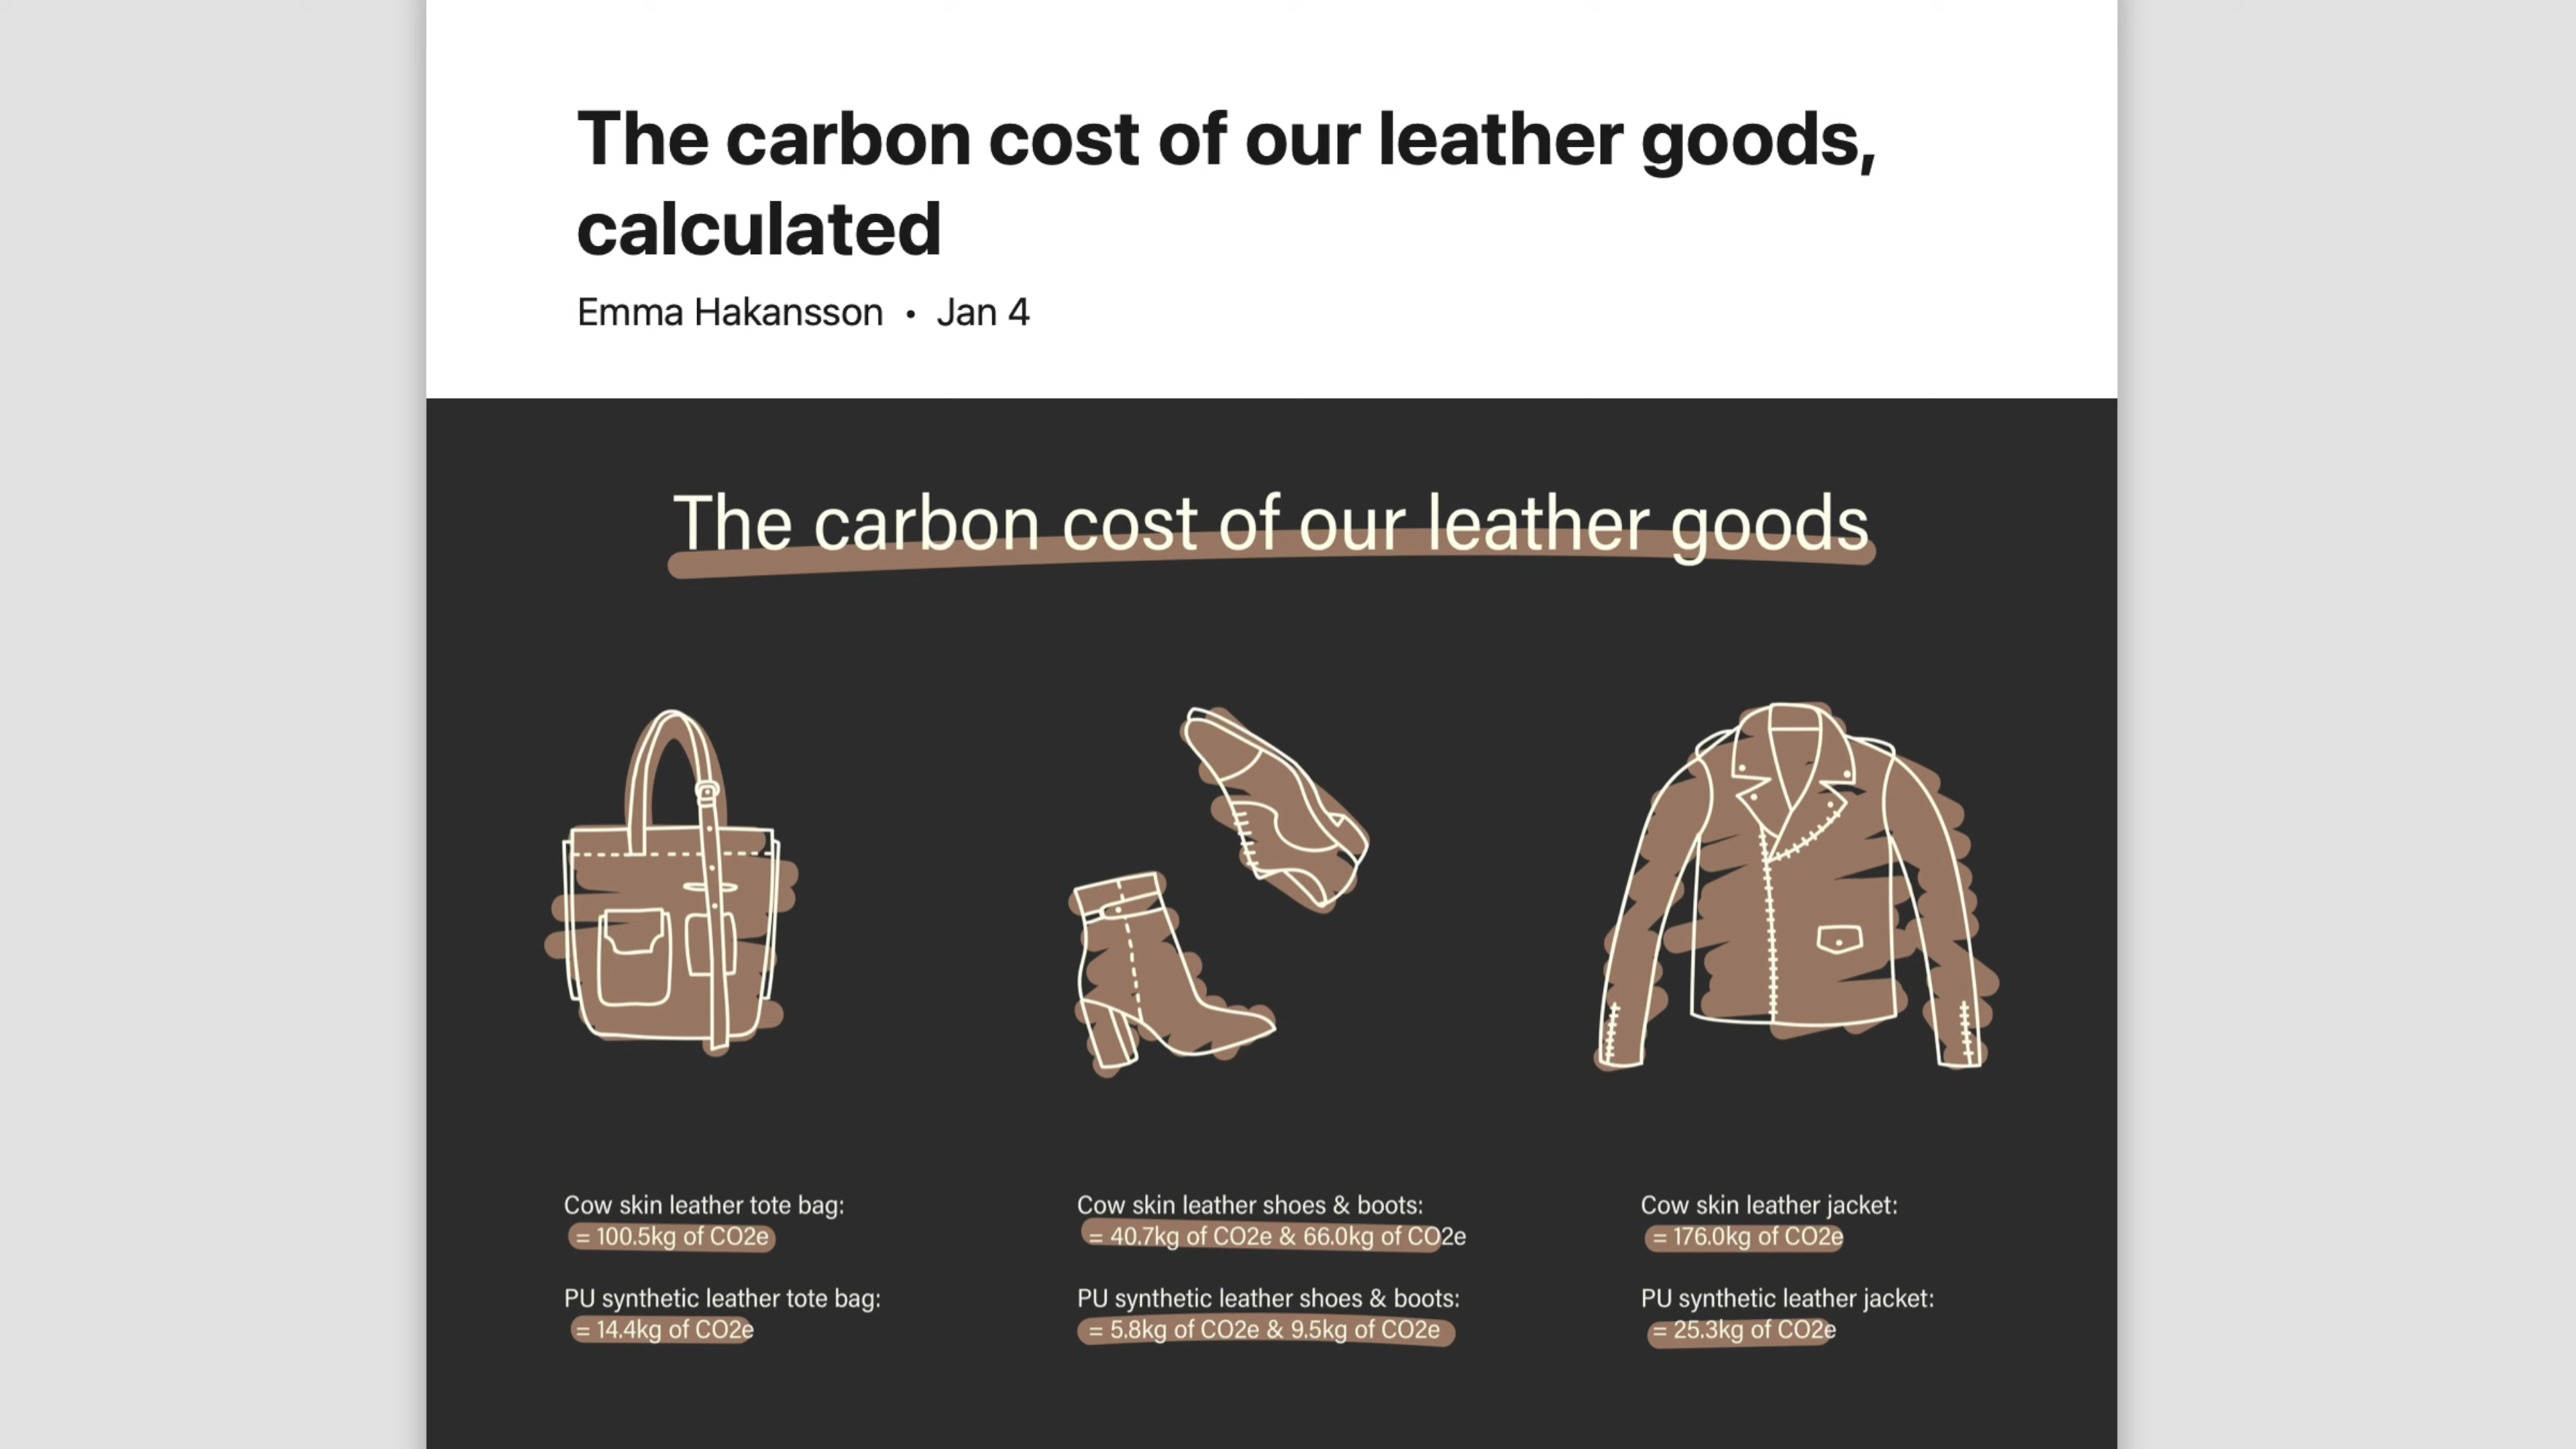 The carbon cost of our leather goods,
calculated
Emma Hakansson • Jan 4
The carbon cost of our leather goods
Cow skin leather tote bag:
= 100.5kg of CO2e
PU synthetic leather tote bag:
= 14.4kg of CO2e
Cow skin leather shoes & boots:
= 40.7kg of CO2e & 66.0kg of CO2e
PU synthetic leather shoes & boots:
= 5.8kg of CO2e & 9.5kg of CO2e
Cow skin leather jacket:
= 176.0kg of CO2e
PU synthetic leather jacket:
= 25.3kg of CO2e